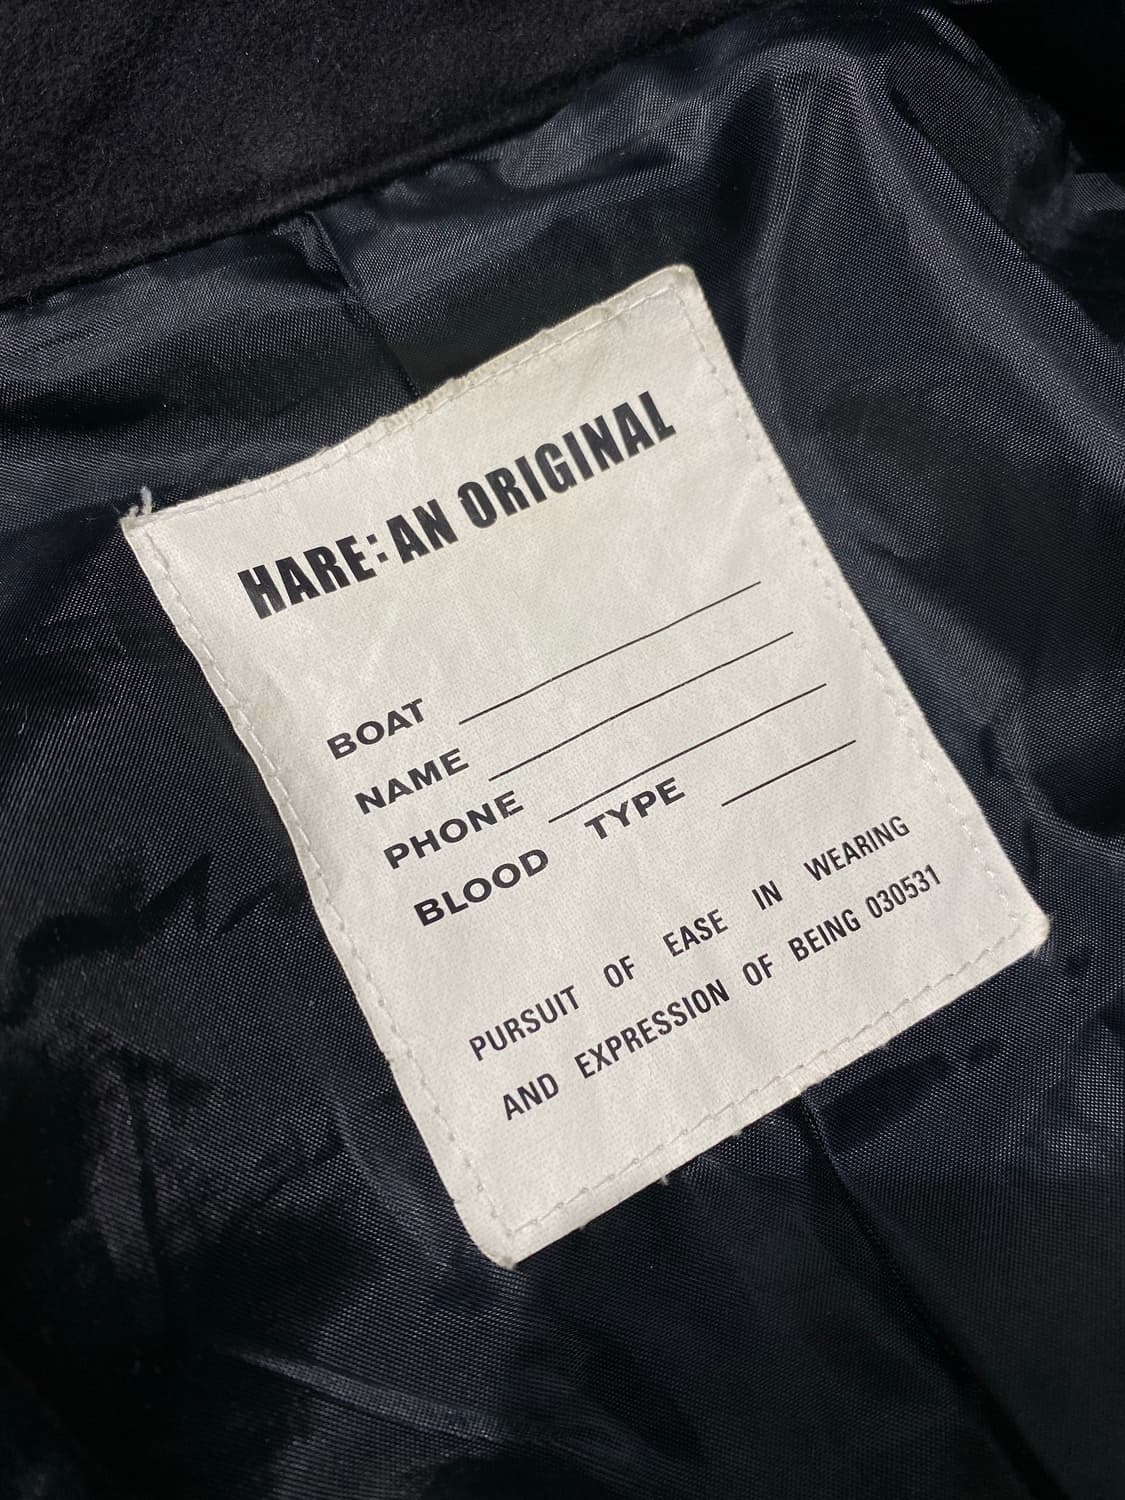 HARE:AN ORIGINAL
BOAT
NAME
PHONE
BLOOD TYPE
PURSUIT OF EASE IN WEARING
AND EXPRESSION OF BEING 030531